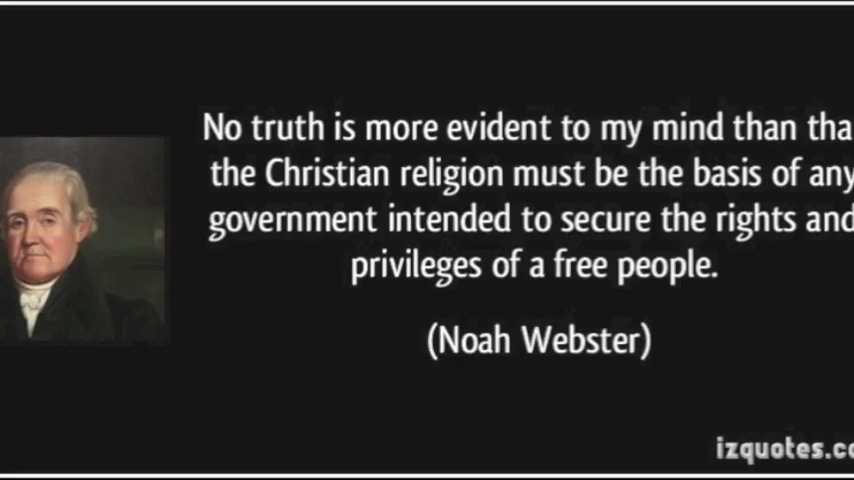 No truth is more evident to my mind than tha
the Christian religion must be the basis of any
government intended to secure the rights and
privileges of a free people.
(Noah Webster)
izquotes.co